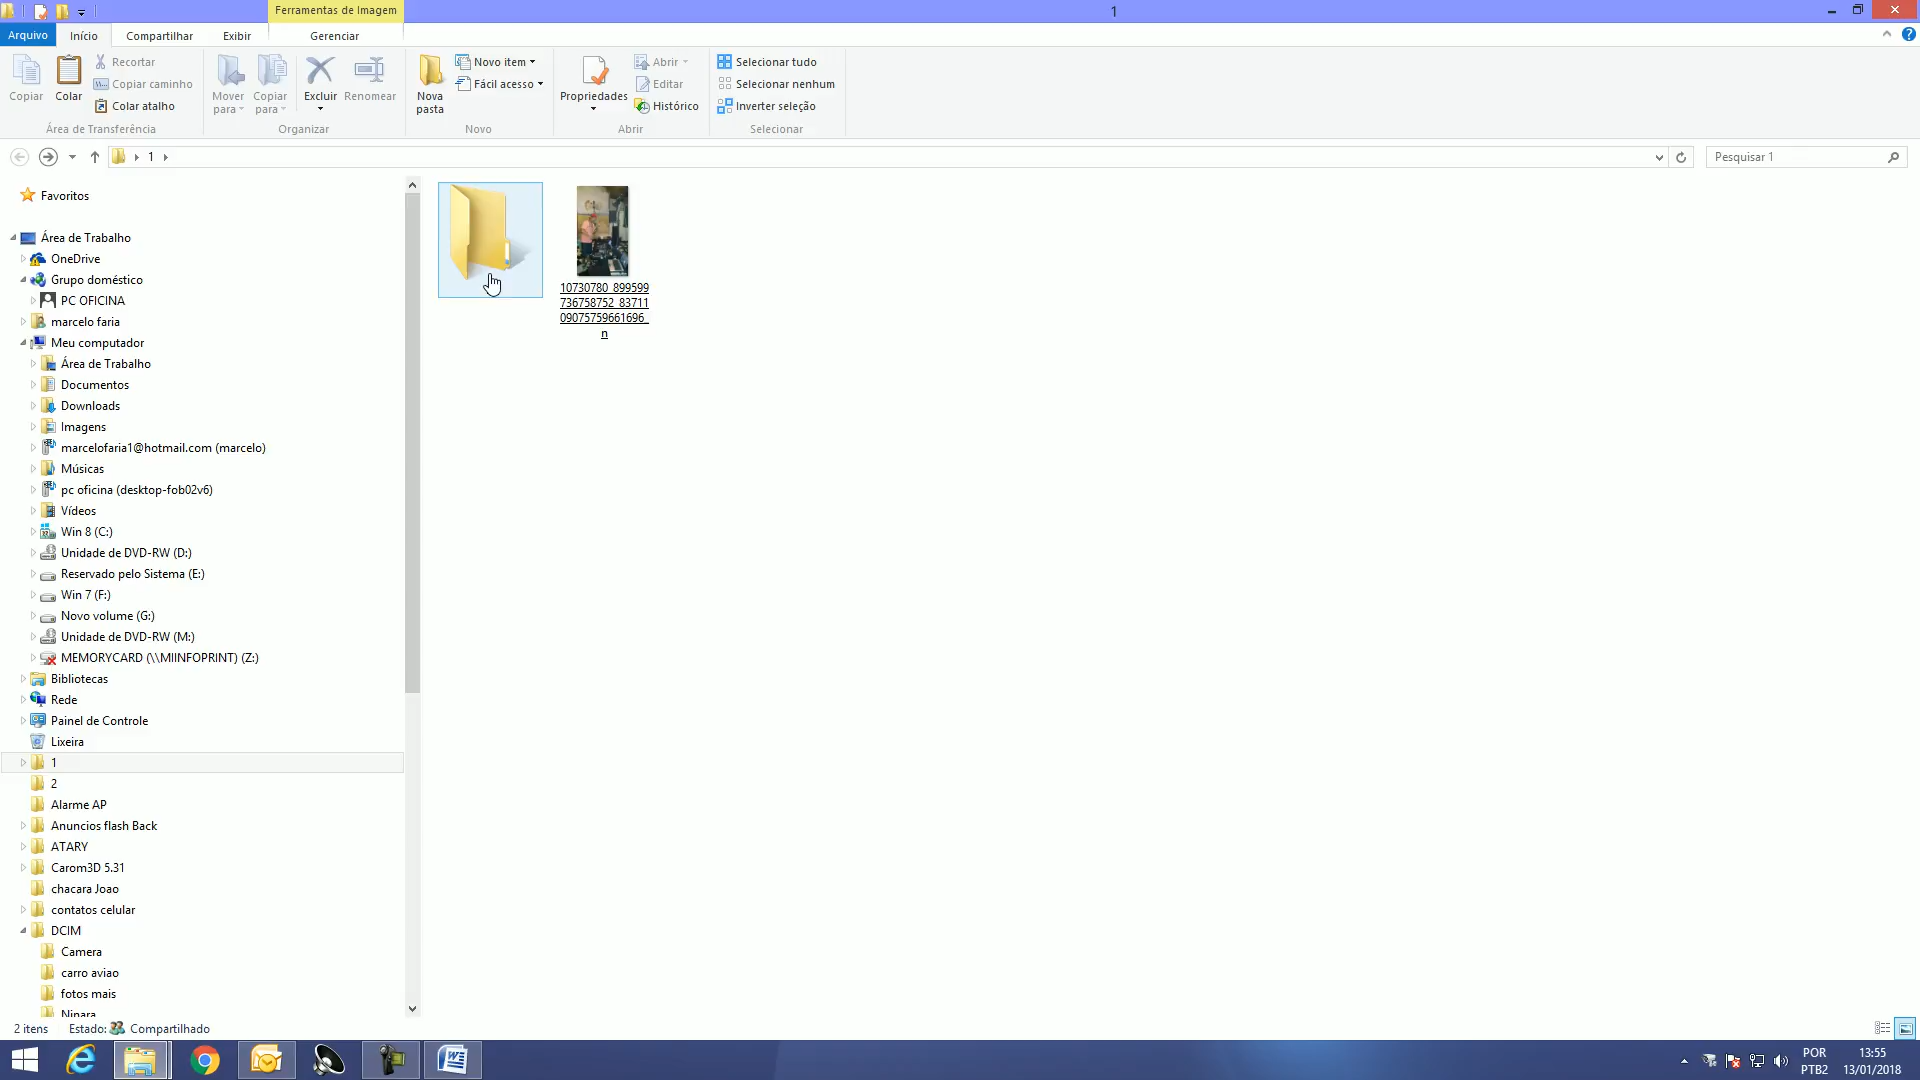 Ferramentas de Imagem
1
Arquivo
Início
Compartilhar
Exibir
Gerenciar
Copiar
Colar
Recortar
Copiar caminho
Colar atalho
Área de Transferência
Mover para
Copiar para
Excluir
Renomear
Organizar
Nova pasta
Novo item
Fácil acesso
Novo
Propriedades
Abrir
Editar
Histórico
Abrir
Selecionar tudo
Selecionar nenhum
Inverter seleção
Selecionar
1
Pesquisar 1
Favoritos
Área de Trabalho
OneDrive
Grupo doméstico
PC OFICINA
marcelo faria
Meu computador
Área de Trabalho
Documentos
Downloads
Imagens
marcelofaria1@hotmail.com (marcelo)
Músicas
pc oficina (desktop-fob02v6)
Vídeos
Win 8 (C:)
Unidade de DVD-RW (D:)
Reservado pelo Sistema (E:)
Win 7 (F:)
Novo volume (G:)
Unidade de DVD-RW (M:)
MEMORYCARD (\\MIINFOPRINT) (Z:)
Bibliotecas
Rede
Painel de Controle
Lixeira
1
2
Alarme AP
Anuncios flash Back
ATARY
Carom3D 5.31
chacara Joao
contatos celular
DCIM
Camera
carro aviao
fotos mais
Ninara
10730780_899599
736758752_83711
09075759661696_
n
2 itens
Estado: Compartilhado
POR
PTB2
13:55
13/01/2018